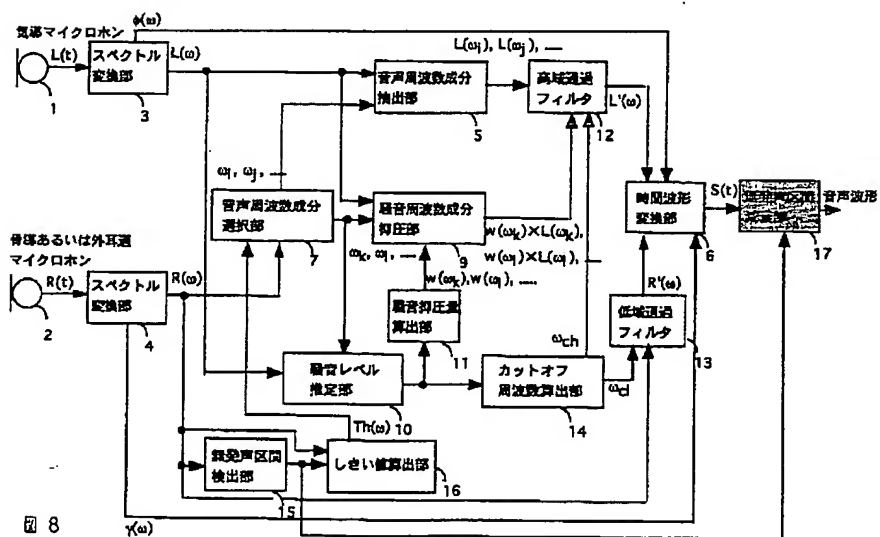 φ(ω)
気導マイクロホン
L(t)
1
スペクトル
変換部
3
L(ω)
音声周波数成分
抽出部
5
L(ωi), L(ωj), ....
高域通過
フィルタ
12
L'(ω)
ωi, ωj, ....
音声周波数成分
選択部
7
騒音周波数成分
抑圧部
9
ωk, ωl, ....
w(ωk)×L(ωk),
w(ωl)×L(ωl), ....
w(ωk), w(ωl), .....
時間波形
変換部
6
S(t)
音声波形
17
骨導あるいは外耳道
マイクロホン
R(t)
2
スペクトル
変換部
4
R(ω)
騒音抑圧量
算出部
11
R'(ω)
低域通過
フィルタ
13
ωch
騒音レベル
推定部
10
カットオフ
周波数算出部
14
ωcl
Th(ω)
無発声区間
検出部
15
しきい値算出部
16
図 8
γ(ω)